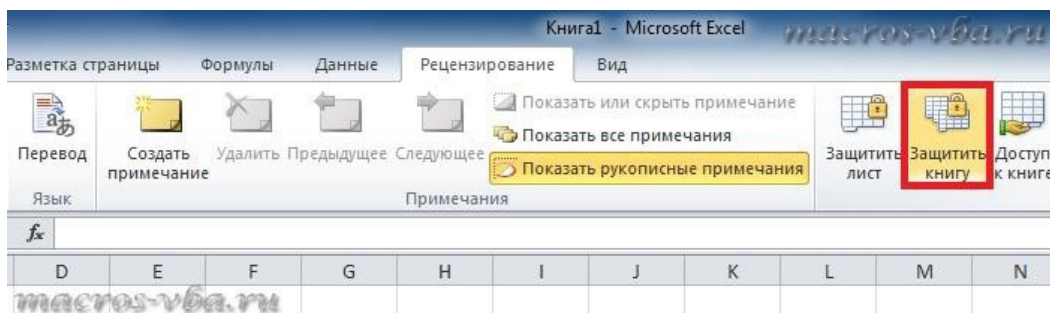 Книга1 - Microsoft Excel
macros-vba.ru
Разметка страницы Формулы Данные Рецензирование Вид
Перевод
Создать примечание
Удалить
Предыдущее
Следующее
Показать или скрыть примечание
Показать все примечания
Показать рукописные примечания
Защитить лист
Защитить книгу
Доступ к книге
Язык
Примечания
fx
D E F G H I J K L M N
macros-vba.ru